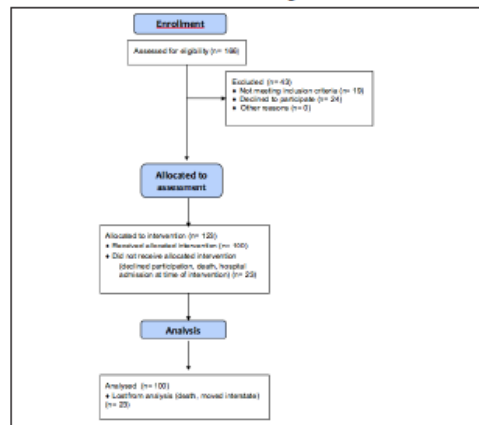 Enrollment
Assessed for eligibility (n= 166)
Excluded (n= 43)
♦ Not meeting inclusion criteria (n= 19)
♦ Declined to participate (n= 24)
♦ Other reasons (n= 0)
Allocated to
assessment
Allocated to intervention (n= 123)
♦ Received allocated intervention (n= 100)
♦ Did not receive allocated intervention
(declined participation, death, hospital
admission at time of intervention) (n= 23)
Analysis
Analysed (n= 100)
♦ Lost from analysis (death, moved interstate)
(n= 23)